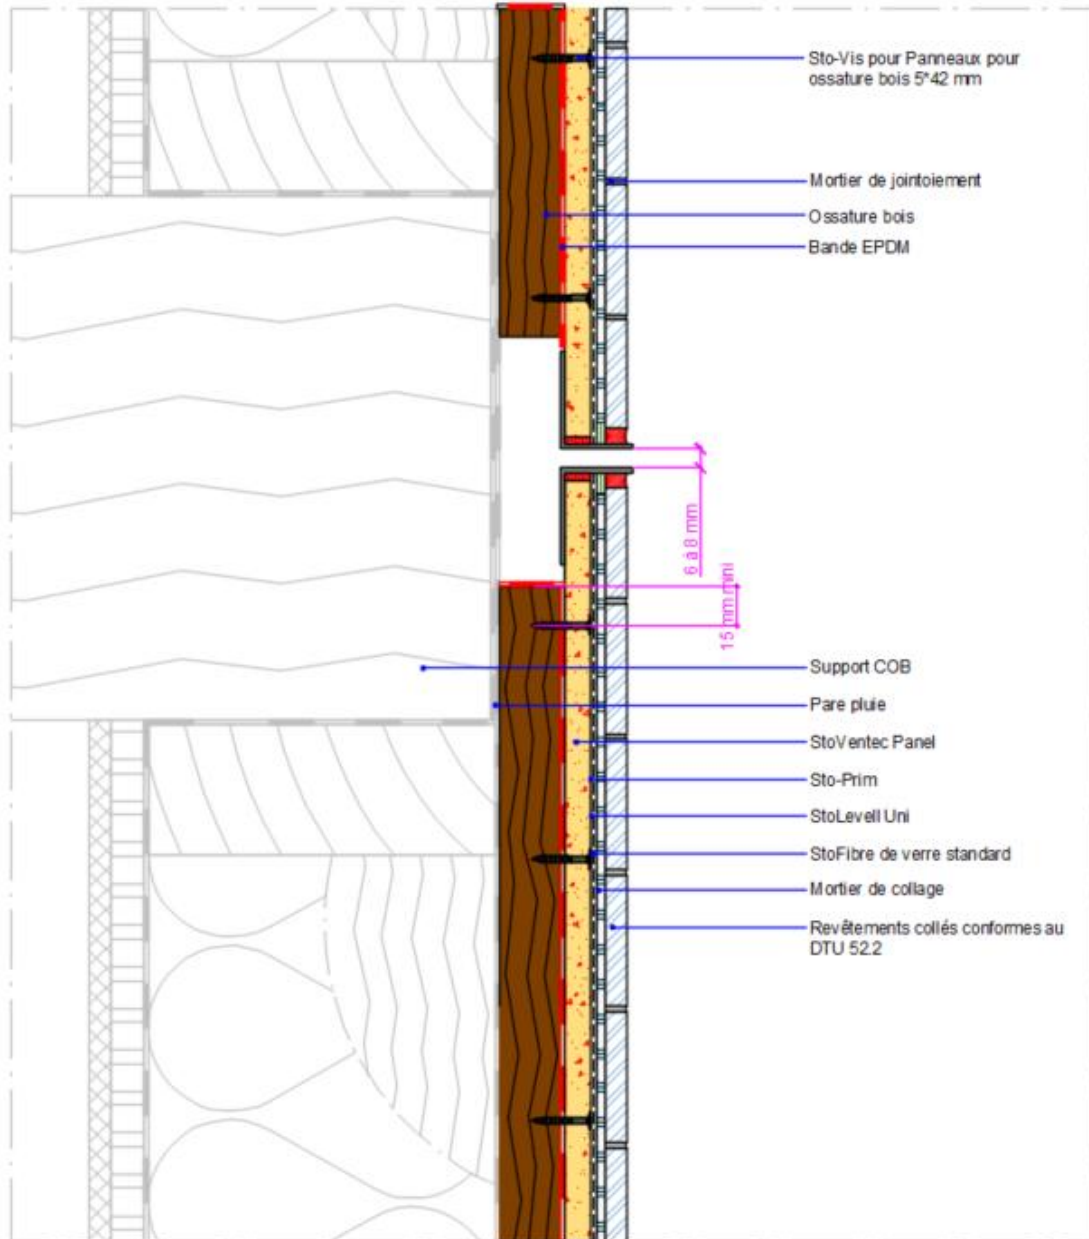 Sto-Vis pour Panneaux pour
ossature bois 5*42 mm
Mortier de jointoiement
Ossature bois
Bande EPDM
6 à 8 mm
15 mm mini
Support COB
Pare pluie
StoVentec Panel
Sto-Prim
StoLevell Uni
StoFibre de verre standard
Mortier de collage
Revêtements collés conformes au
DTU 52.2